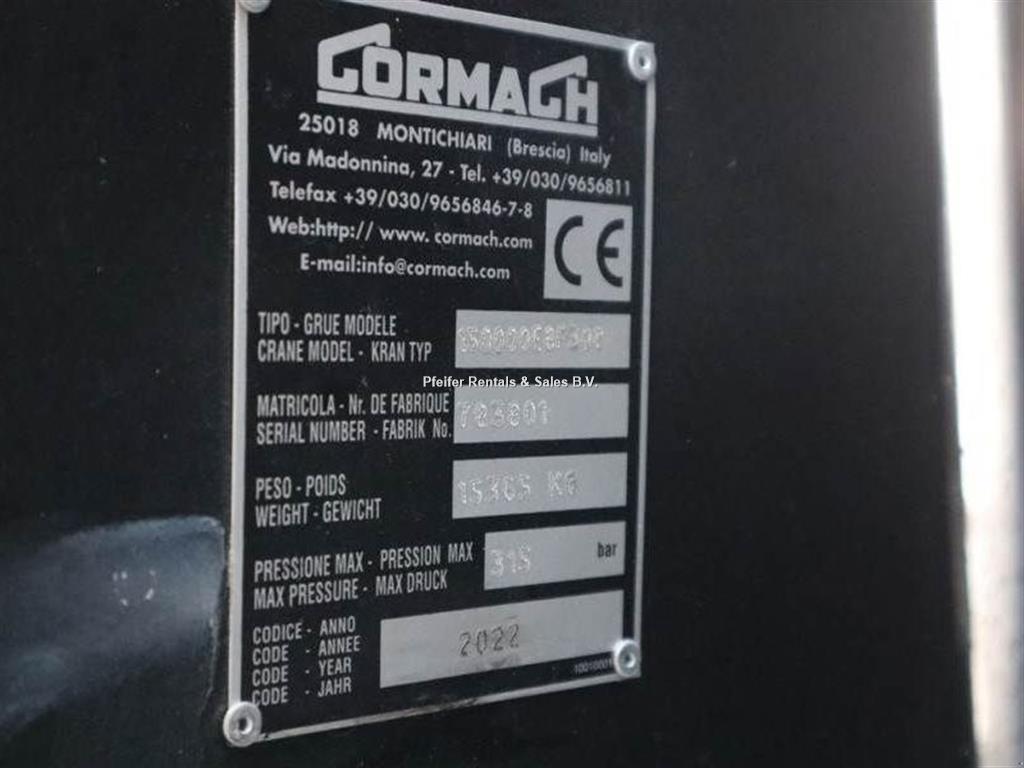 CORMACH
25018 MONTICHIARI (Brescia) Italy
Via Madonnina, 27 - Tel. +39/030/9656811
Telefax +39/030/9656846-7-8
Web:http:// www. cormach.com
E-mail:info@cormach.com
CE
TIPO - GRUE MODELE
CRANE MODEL - KRAN TYP
Pfeifer Rentals & Sales B.V.
MATRICOLA - Nr. DE FABRIQUE
SERIAL NUMBER - FABRIK No.
PESO - POIDS
WEIGHT - GEWICHT
15365 KG
PRESSIONE MAX - PRESSION MAX
MAX PRESSURE - MAX DRUCK
315 bar
CODICE - ANNO
CODE - ANNEE
CODE - YEAR
CODE - JAHR
2022